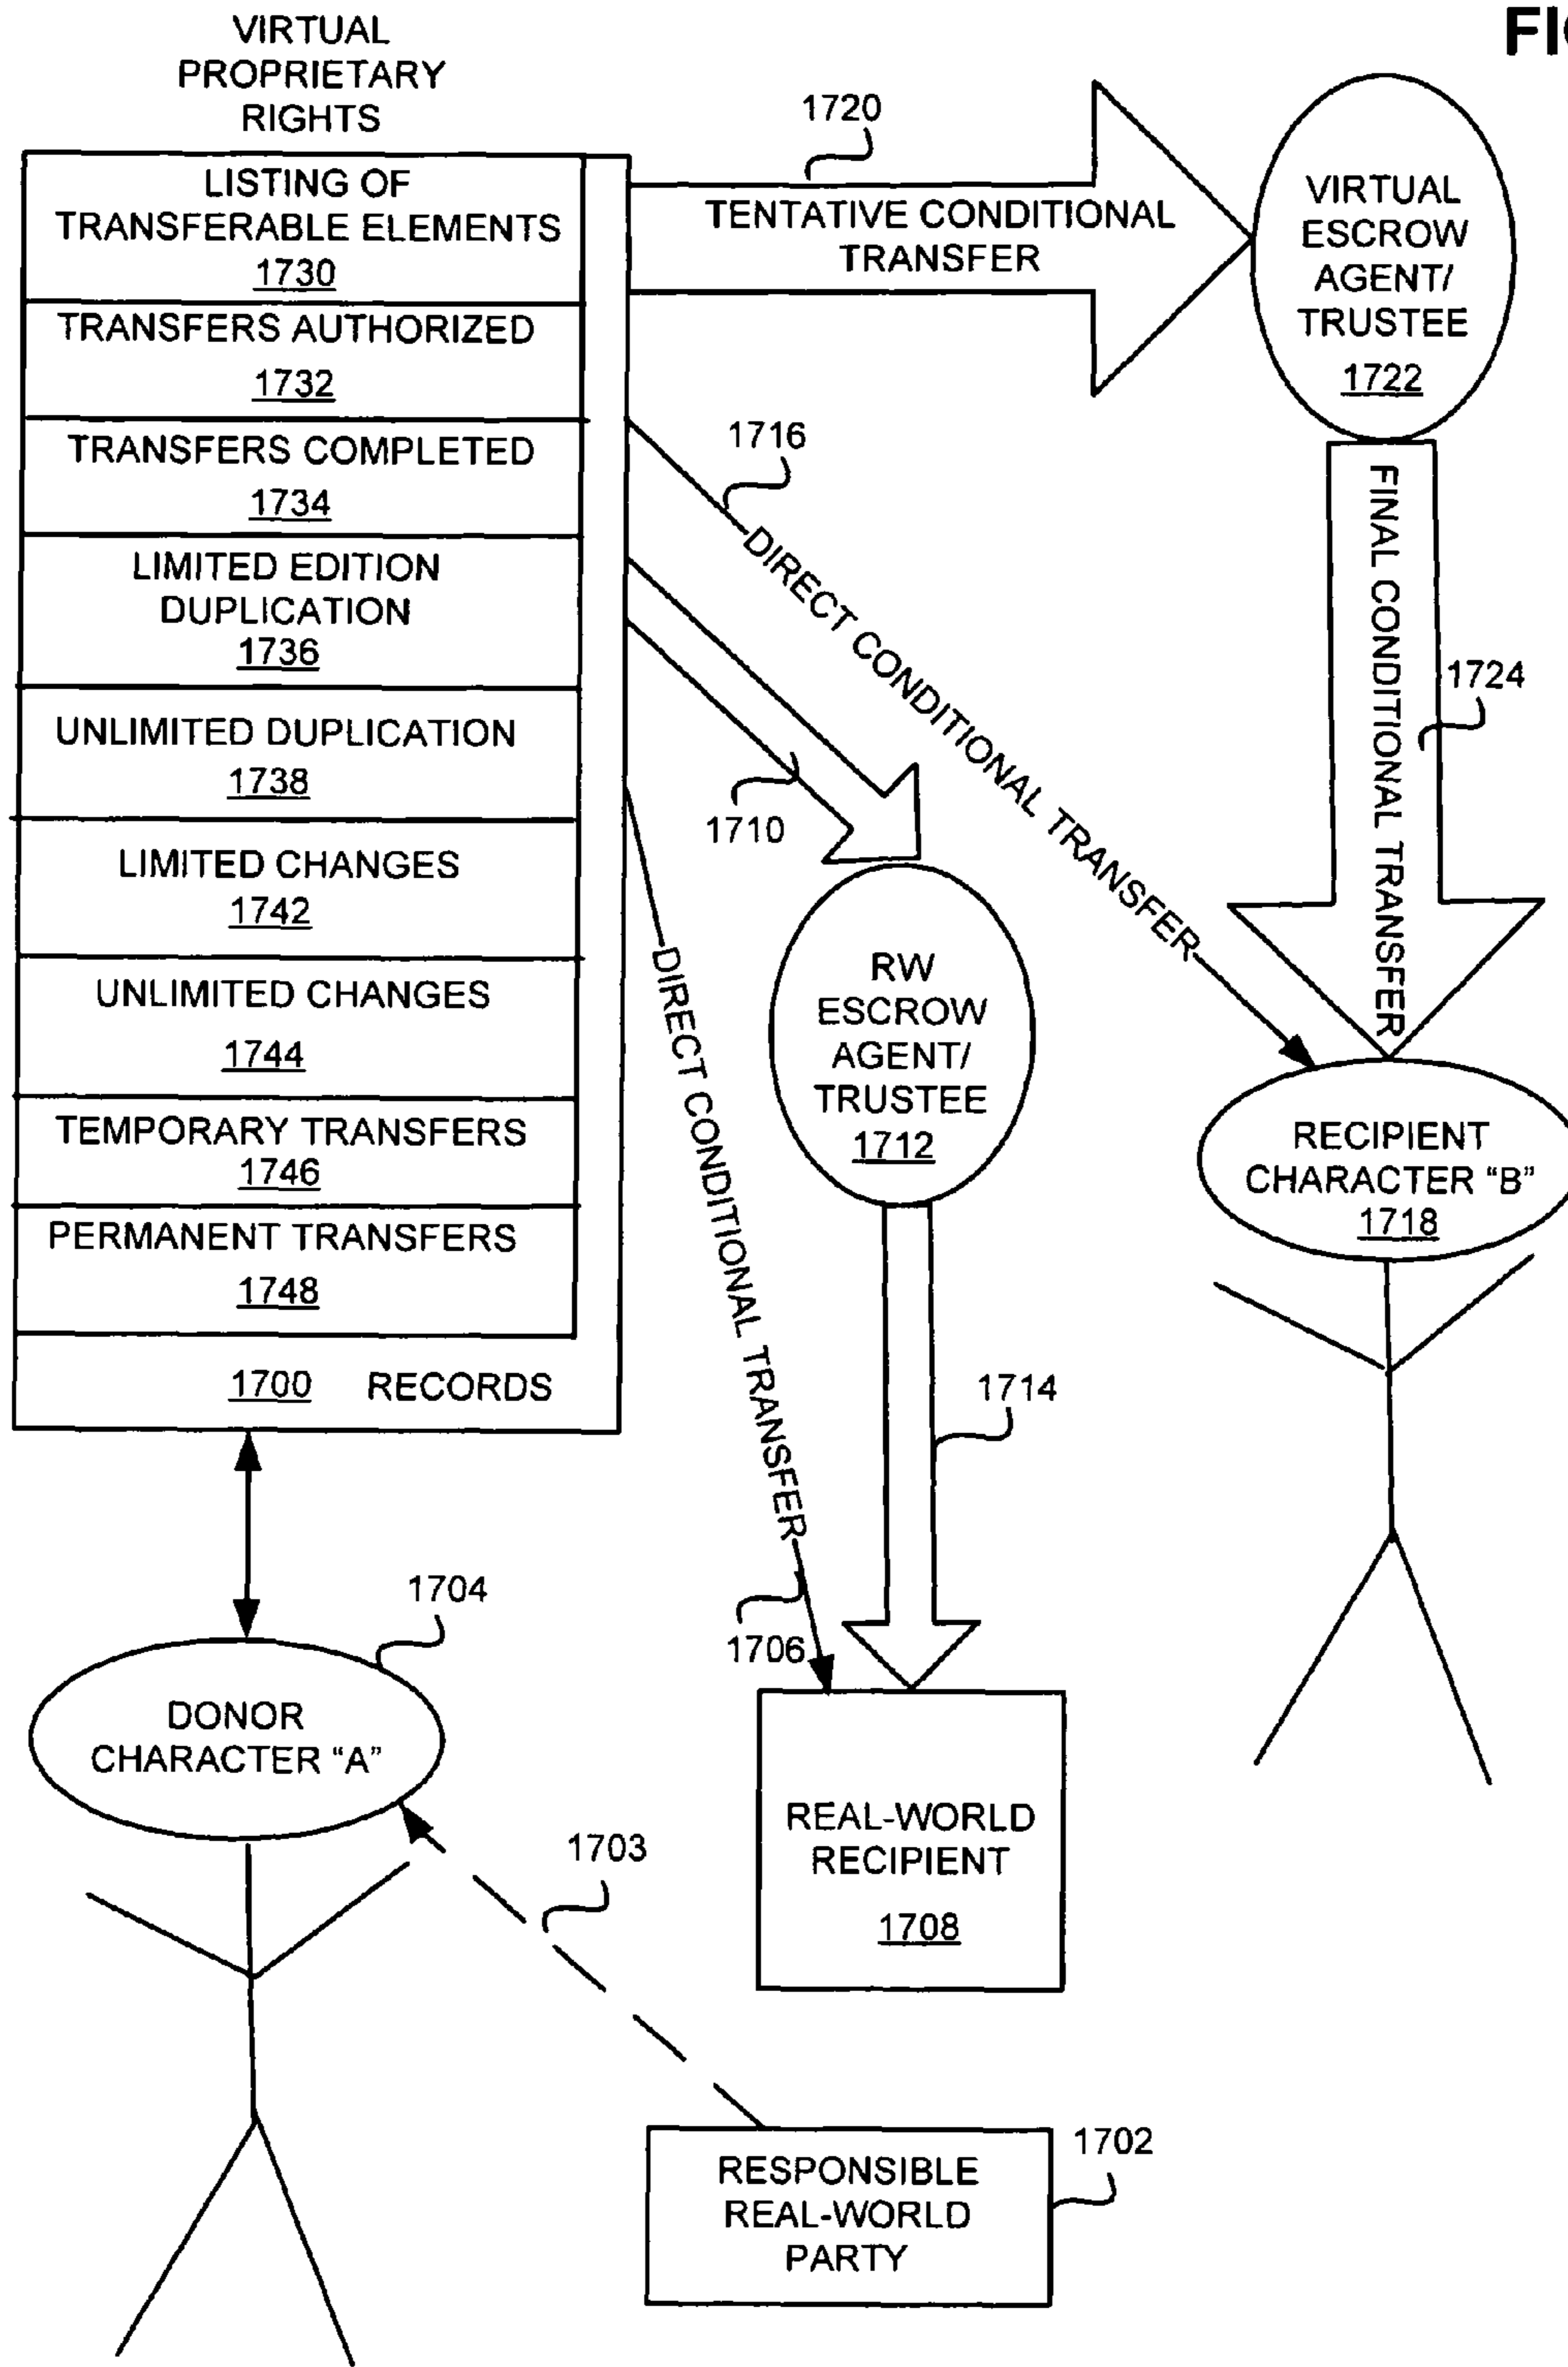 FIG
VIRTUAL
PROPRIETARY
RIGHTS
LISTING OF
TRANSFERABLE ELEMENTS
1730
TRANSFERS AUTHORIZED
1732
TRANSFERS COMPLETED
1734
LIMITED EDITION
DUPLICATION
1736
UNLIMITED DUPLICATION
1738
LIMITED CHANGES
1742
UNLIMITED CHANGES
1744
TEMPORARY TRANSFERS
1746
PERMANENT TRANSFERS
1748
1700 RECORDS
1720
TENTATIVE CONDITIONAL
TRANSFER
VIRTUAL
ESCROW
AGENT/
TRUSTEE
1722
1716
DIRECT CONDITIONAL TRANSFER
FINAL CONDITIONAL TRANSFER
1724
1710
DIRECT CONDITIONAL TRANSFER
RW
ESCROW
AGENT/
TRUSTEE
1712
RECIPIENT
CHARACTER “B”
1718
1714
1704
1706
DONOR
CHARACTER “A”
REAL-WORLD
RECIPIENT
1708
1703
1702
RESPONSIBLE
REAL-WORLD
PARTY